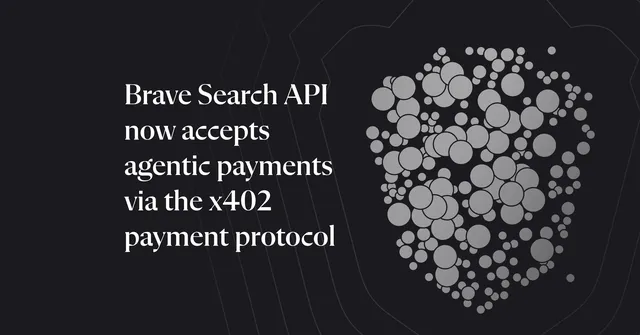 Brave Search API
now accepts
agentic payments
via the x402
payment protocol